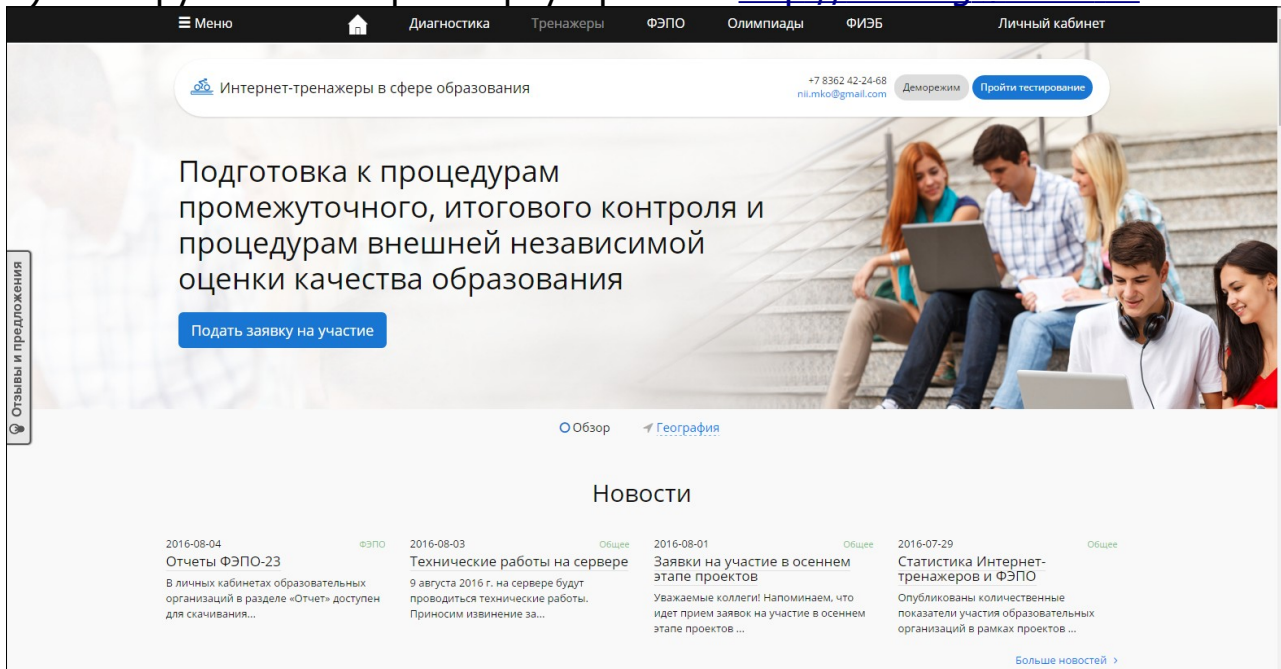 Меню
Диагностика
Тренажеры
ФЭПО
Олимпиады
ФИЭБ
Личный кабинет
Интернет-тренажеры в сфере образования
+7 8362 42-24-68
nii.mko@gmail.com
Деморежим
Пройти тестирование
Подготовка к процедурам
промежуточного, итогового контроля и
процедурам внешней независимой
оценки качества образования
Подать заявку на участие
Отзывы и предложения
Обзор
География
Новости
2016-08-04
ФЭПО
Отчеты ФЭПО-23
В личных кабинетах образовательных
организаций в разделе «Отчет» доступен
для скачивания...
2016-08-03
Общее
Технические работы на сервере
9 августа 2016 г. на сервере будут
проводиться технические работы.
Приносим извинение за...
2016-08-01
Общее
Заявки на участие в осеннем
этапе проектов
Уважаемые коллеги! Напоминаем, что
идет прием заявок на участие в осеннем
этапе проектов ...
2016-07-29
Общее
Статистика Интернет-
тренажеров и ФЭПО
Опубликованы количественные
показатели участия образовательных
организаций в рамках проектов ...
Больше новостей